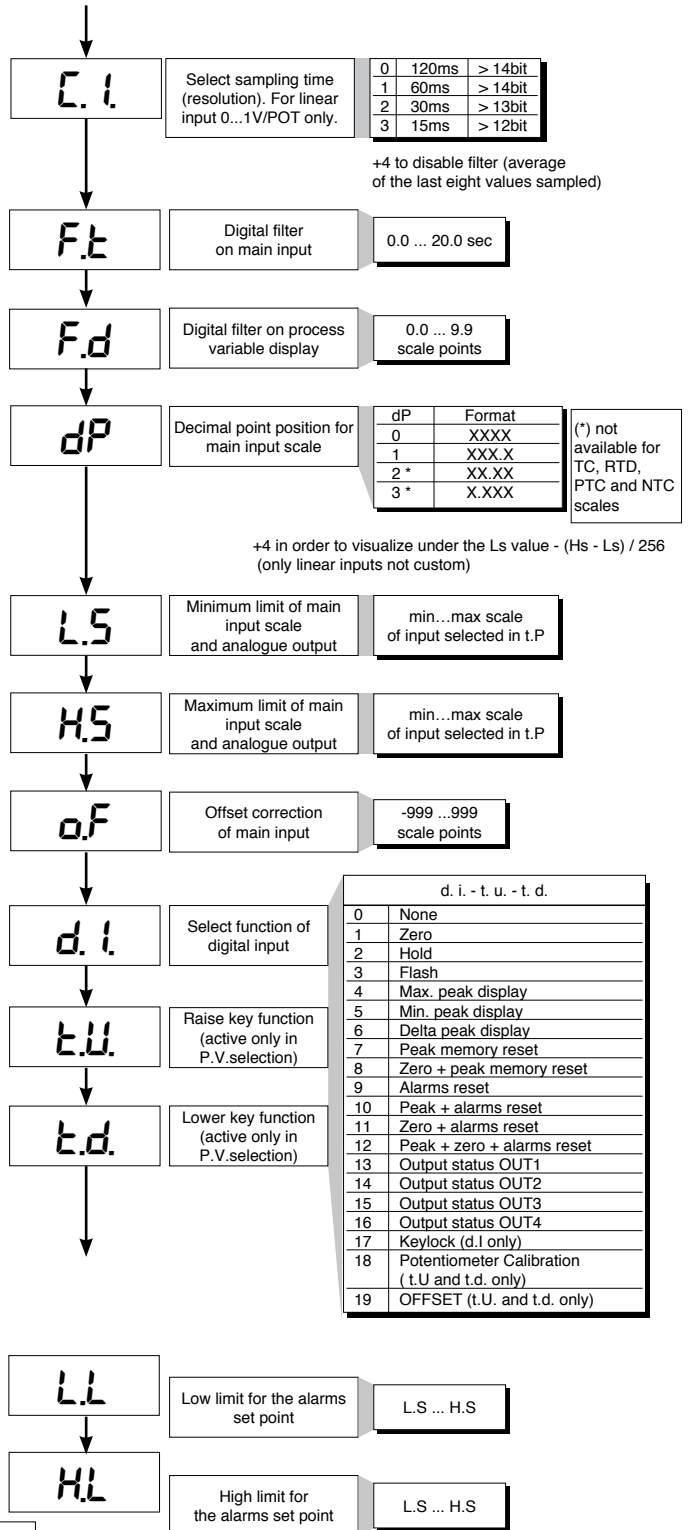 C. I.
Select sampling time
(resolution). For linear
input 0...1V/POT only.
0 120ms > 14bit
1 60ms > 14bit
2 30ms > 13bit
3 15ms > 12bit
+4 to disable filter (average
of the last eight values sampled)
F.t
Digital filter
on main input
0.0 ... 20.0 sec
F.d
Digital filter on process
variable display
0.0 ... 9.9
scale points
dP
Decimal point position for
main input scale
dP Format
0 XXXX
1 XXX.X
2 * XX.XX
3 * X.XXX
(*) not
available for
TC, RTD,
PTC and NTC
scales
+4 in order to visualize under the Ls value - (Hs - Ls) / 256
(only linear inputs not custom)
L.S
Minimum limit of main
input scale
and analogue output
min…max scale
of input selected in t.P
H.S
Maximum limit of main
input scale
and analogue output
min…max scale
of input selected in t.P
o.F
Offset correction
of main input
-999 ...999
scale points
d. I.
Select function of
digital input
t.U.
Raise key function
(active only in
P.V.selection)
t.d.
Lower key function
(active only in
P.V.selection)
d. i. - t. u. - t. d.
0 None
1 Zero
2 Hold
3 Flash
4 Max. peak display
5 Min. peak display
6 Delta peak display
7 Peak memory reset
8 Zero + peak memory reset
9 Alarms reset
10 Peak + alarms reset
11 Zero + alarms reset
12 Peak + zero + alarms reset
13 Output status OUT1
14 Output status OUT2
15 Output status OUT3
16 Output status OUT4
17 Keylock (d.I only)
18 Potentiometer Calibration
( t.U and t.d. only)
19 OFFSET (t.U. and t.d. only)
L.L
Low limit for the alarms
set point
L.S ... H.S
H.L
High limit for
the alarms set point
L.S ... H.S